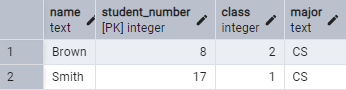 name student_number class major
text [PK] integer integer text
1 Brown 8 2 CS
2 Smith 17 1 CS